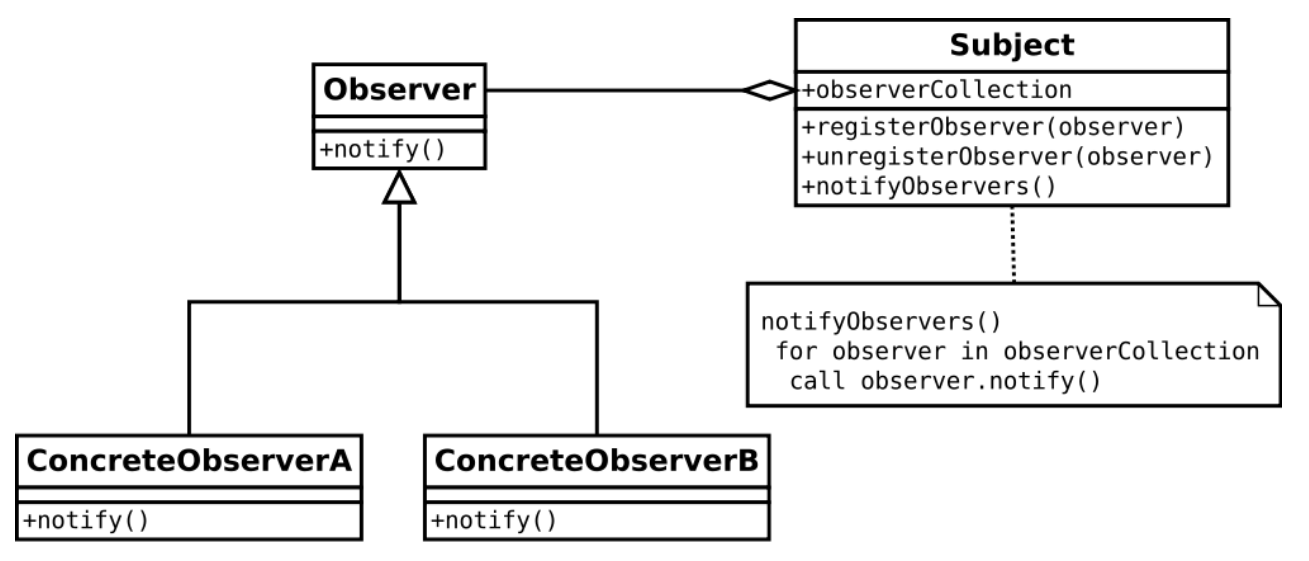 Observer
+notify()
Subject
+observerCollection
+registerObserver(observer)
+unregisterObserver(observer)
+notifyObservers()
notifyObservers()
for observer in observerCollection
call observer.notify()
ConcreteObserverA
+notify()
ConcreteObserverB
+notify()